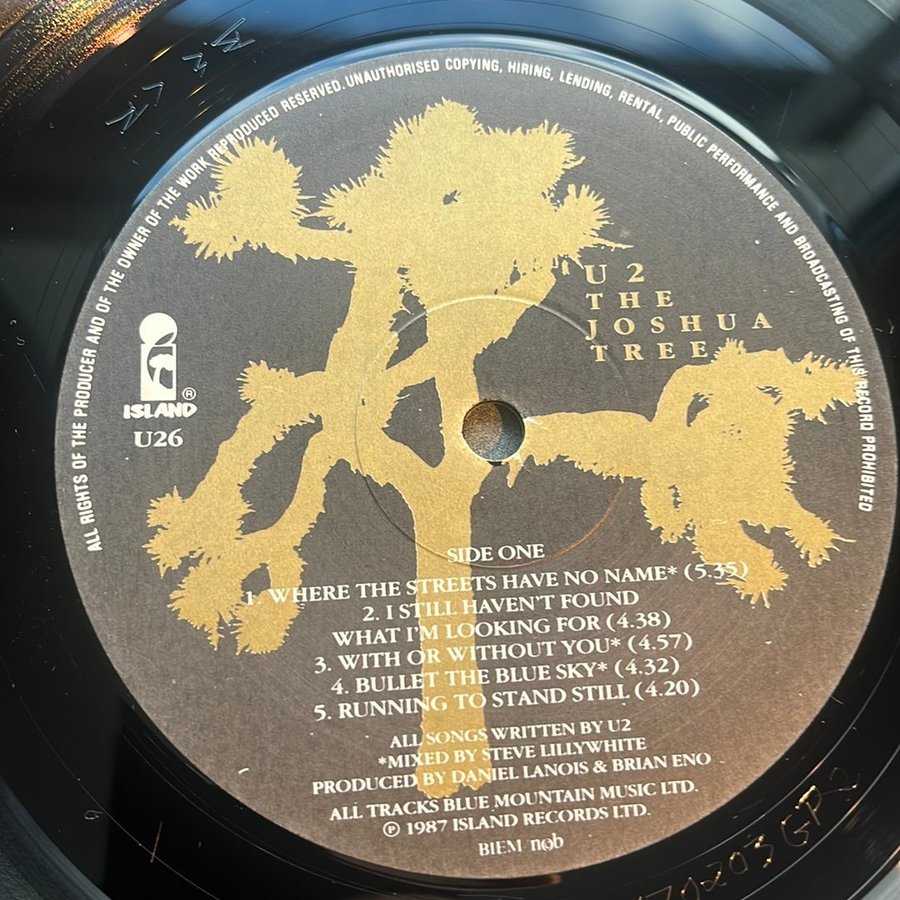 ALL RIGHTS OF THE PRODUCER AND OF THE OWNER OF THE WORK REPRODUCED RESERVED. UNAUTHORISED COPYING, HIRING, LENDING, RENTAL, PUBLIC PERFORMANCE AND BROADCASTING OF THIS RECORD PROHIBITED
U2
THE
JOSHUA
TREE
ISLAND®
U26
SIDE ONE
1. WHERE THE STREETS HAVE NO NAME* (5.35)
2. I STILL HAVEN'T FOUND
WHAT I'M LOOKING FOR (4.38)
3. WITH OR WITHOUT YOU* (4.57)
4. BULLET THE BLUE SKY* (4.32)
5. RUNNING TO STAND STILL (4.20)
ALL SONGS WRITTEN BY U2
*MIXED BY STEVE LILLYWHITE
PRODUCED BY DANIEL LANOIS & BRIAN ENO
ALL TRACKS BLUE MOUNTAIN MUSIC LTD.
℗ 1987 ISLAND RECORDS LTD.
BIEM n©b